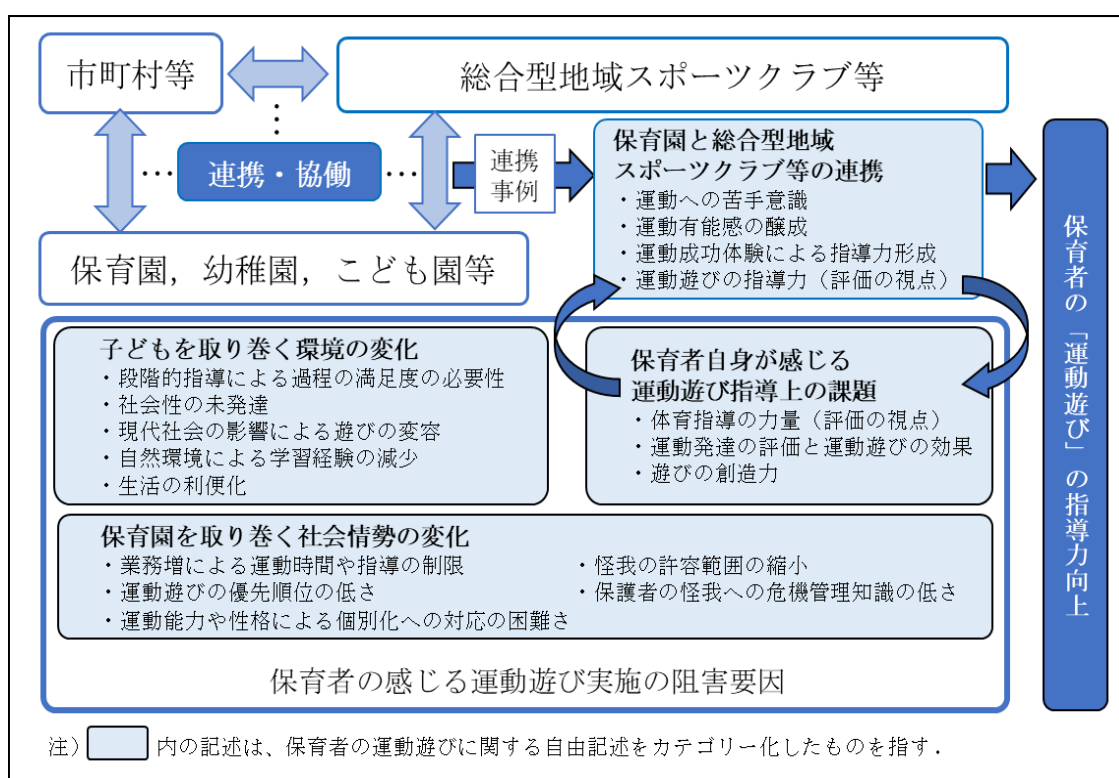 市町村等
総合型地域スポーツクラブ等
連携・協働
連携
事例
保育園，幼稚園，こども園等
保育園と総合型地域
スポーツクラブ等の連携
・運動への苦手意識
・運動有能感の醸成
・運動成功体験による指導力形成
・運動遊びの指導力（評価の視点）
保育者の「運動遊び」の指導力向上
子どもを取り巻く環境の変化
・段階的指導による過程の満足度の必要性
・社会性の未発達
・現代社会の影響による遊びの変容
・自然環境による学習経験の減少
・生活の利便化
保育者自身が感じる
運動遊び指導上の課題
・体育指導の力量（評価の視点）
・運動発達の評価と運動遊びの効果
・遊びの創造力
保育園を取り巻く社会情勢の変化
・業務増による運動時間や指導の制限
・運動遊びの優先順位の低さ
・運動能力や性格による個別化への対応の困難さ
・怪我の許容範囲の縮小
・保護者の怪我への危機管理知識の低さ
保育者の感じる運動遊び実施の阻害要因
注） 内の記述は、保育者の運動遊びに関する自由記述をカテゴリー化したものを指す．